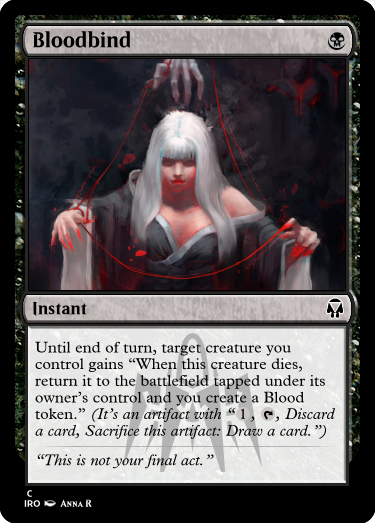 Bloodbind
Instant
Until end of turn, target creature you
control gains “When this creature dies,
return it to the battlefield tapped under its
owner's control and you create a Blood
token.” (It's an artifact with “ 1 , , Discard
a card, Sacrifice this artifact: Draw a card.”)
“This is not your final act.”
C
IRO Anna R